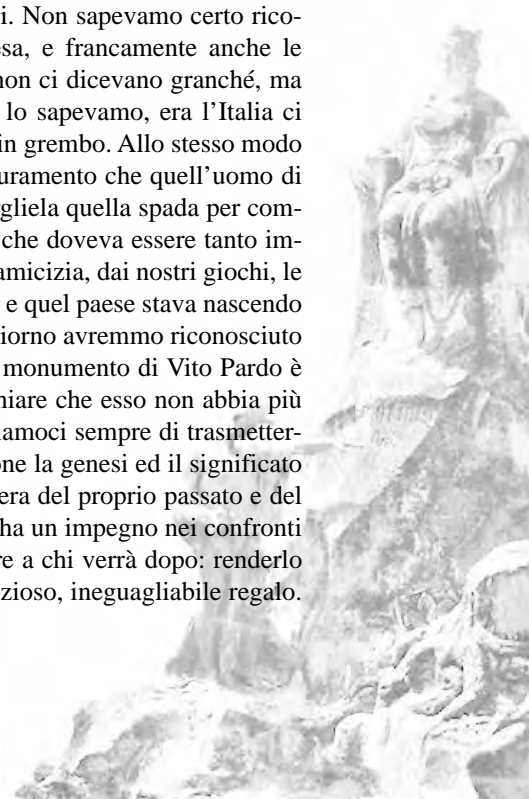 i. Non sapevamo certo rico-
esa, e francamente anche le
non ci dicevano granché, ma
lo sapevamo, era l'Italia ci
in grembo. Allo stesso modo
uramento che quell'uomo di
rgliela quella spada per com-
che doveva essere tanto im-
amicizia, dai nostri giochi, le
e quel paese stava nascendo
giorno avremmo riconosciuto
monumento di Vito Pardo è
hiare che esso non abbia più
iamoci sempre di trasmetter-
one la genesi ed il significato
era del proprio passato e del
ha un impegno nei confronti
re a chi verrà dopo: renderlo
zioso, ineguagliabile regalo.